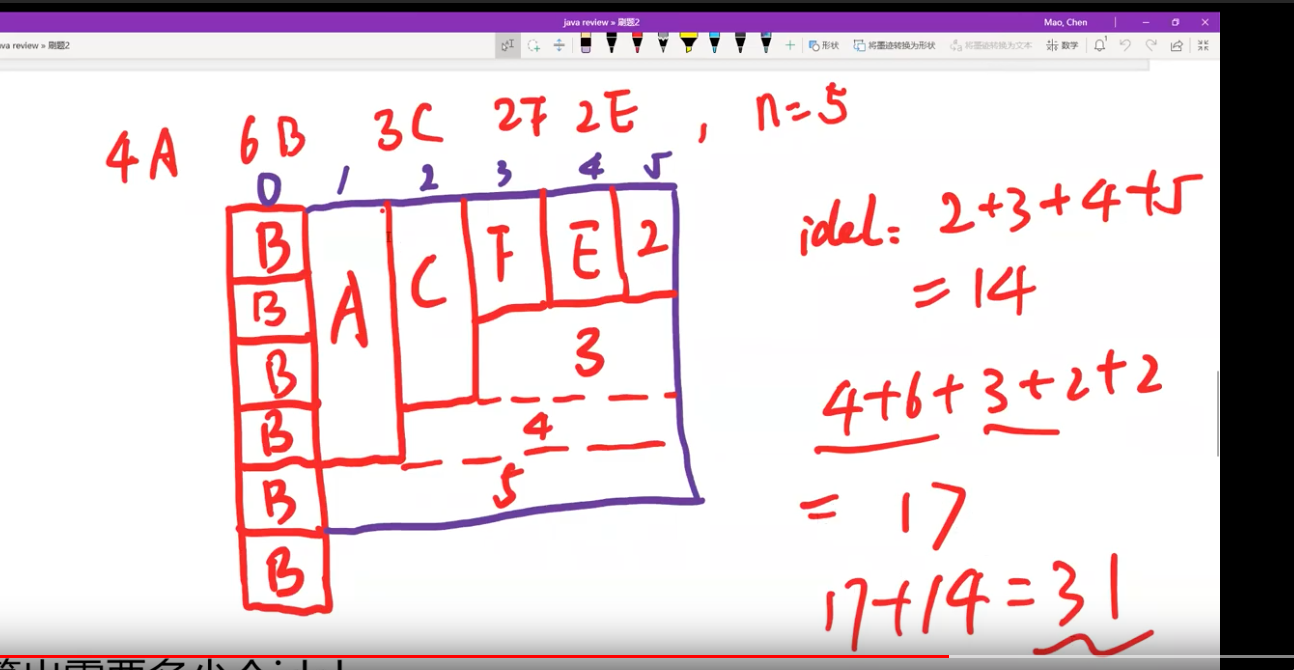 java review » 刷题2
Mao, Chen
va review » 刷题2
形状 将墨迹转换为形状 将墨迹转换为文本 数学
4A 6B 3C 2F 2E , n=5
0 1 2 3 4 5
B A C F E 2
B
B 3
B 4
B 5
B
idel: 2+3+4+5
= 14
4+6+3+2+2
= 17
17+14=31